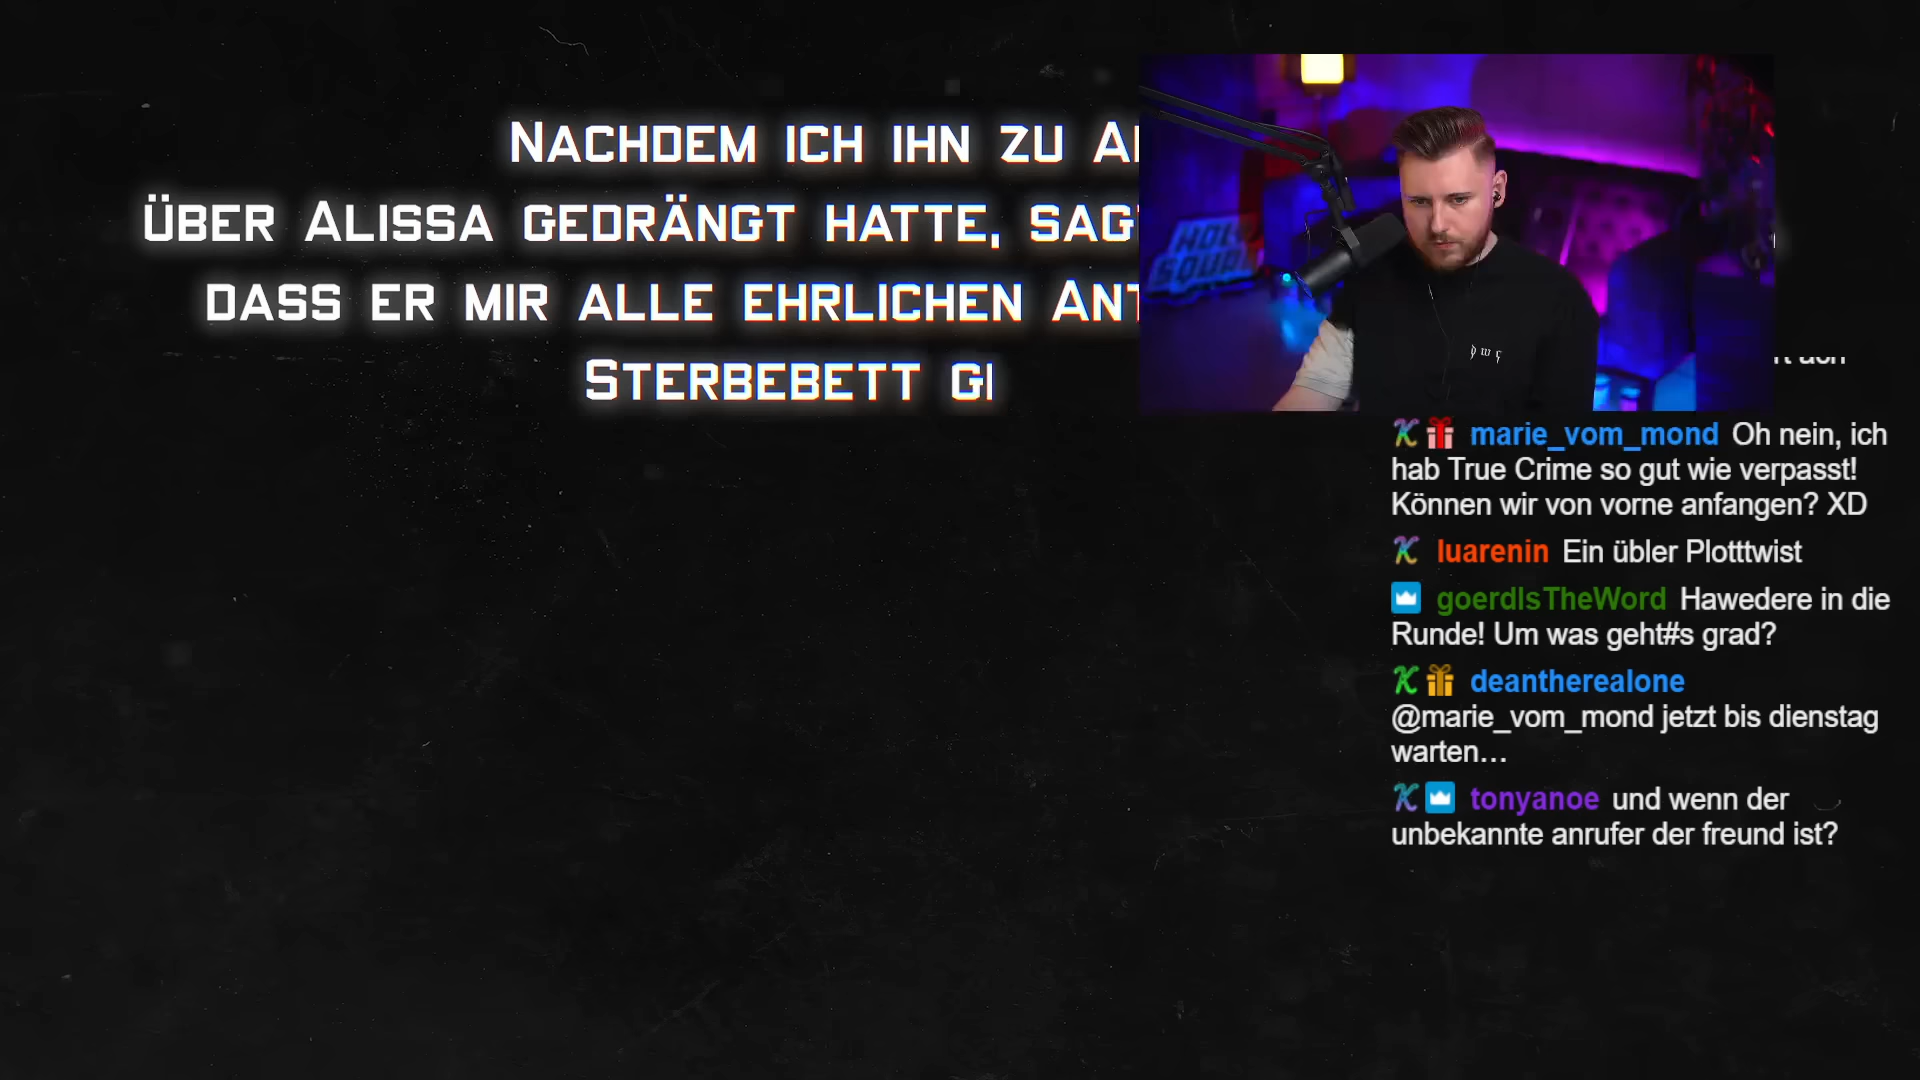 Nachdem ich ihn zu
über Alissa gedrängt hatte,
dass er mir alle ehrlichen
Sterbebett
HOLY
SQUAD
marie_vom_mond Oh nein, ich
hab True Crime so gut wie verpasst!
Können wir von vorne anfangen? XD
luarenin Ein übler Plotttwist
goerdIsTheWord Hawedere in die
Runde! Um was geht#s grad?
deantherealone
@marie_vom_mond jetzt bis dienstag
warten...
tonyanoe und wenn der
unbekannte anrufer der freund ist?